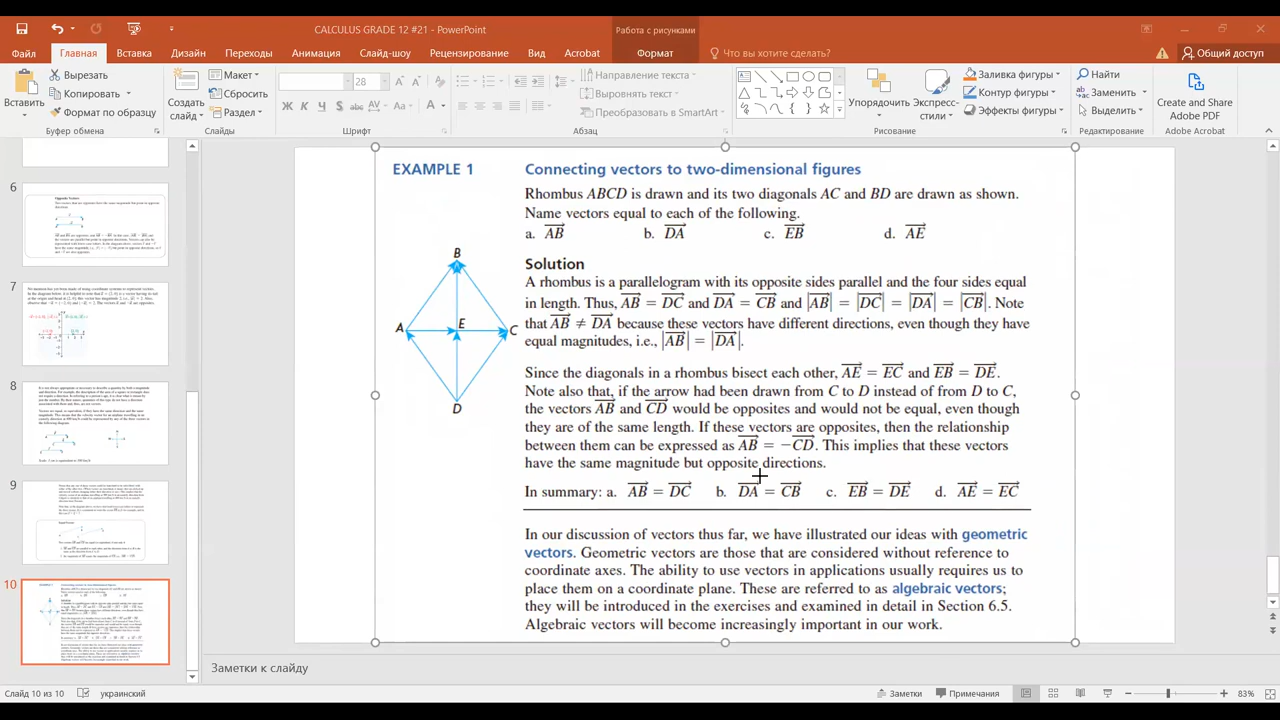 CALCULUS GRADE 12 #21 - PowerPoint
Работа с рисунками
Файл
Главная
Вставка
Дизайн
Переходы
Анимация
Слайд-шоу
Рецензирование
Вид
Acrobat
Формат
Что вы хотите сделать?
Общий доступ
Вставить
Вырезать
Копировать
Формат по образцу
Буфер обмена
Создать слайд
Макет
Сбросить
Раздел
Слайды
28
Ж К Ч S abc AV Aa A
Шрифт
Направление текста
Выровнять текст
Преобразовать в SmartArt
Абзац
Упорядочить
Экспресс-стили
Заливка фигуры
Контур фигуры
Эффекты фигуры
Рисование
Найти
Заменить
Выделить
Редактирование
Create and Share Adobe PDF
Adobe Acrobat
6
Opposite Vectors
7
8
9
10
EXAMPLE 1
Connecting vectors to two-dimensional figures
Rhombus ABCD is drawn and its two diagonals AC and BD are drawn as shown.
Name vectors equal to each of the following.
a. AB b. DA c. EB d. AE
B
A
E
C
D
Solution
A rhombus is a parallelogram with its opposite sides parallel and the four sides equal
in length. Thus, AB = DC and DA = CB and |AB| = |DC| = |DA| = |CB|. Note
that AB ≠ DA because these vectors have different directions, even though they have
equal magnitudes, i.e., |AB| = |DA|.
Since the diagonals in a rhombus bisect each other, AE = EC and EB = DE.
Note also that, if the arrow had been drawn from C to D instead of from D to C,
the vectors AB and CD would be opposites and would not be equal, even though
they are of the same length. If these vectors are opposites, then the relationship
between them can be expressed as AB = −CD. This implies that these vectors
have the same magnitude but opposite directions.
In summary: a. AB = DC b. DA = CB c. EB = DE d. AE = EC
In our discussion of vectors thus far, we have illustrated our ideas with geometric
vectors. Geometric vectors are those that are considered without reference to
coordinate axes. The ability to use vectors in applications usually requires us to
place them on a coordinate plane. These are referred to as algebraic vectors;
they will be introduced in the exercises and examined in detail in Section 6.5.
Algebraic vectors will become increasingly important in our work.
Заметки к слайду
Слайд 10 из 10
украинский
Заметки
Примечания
83%